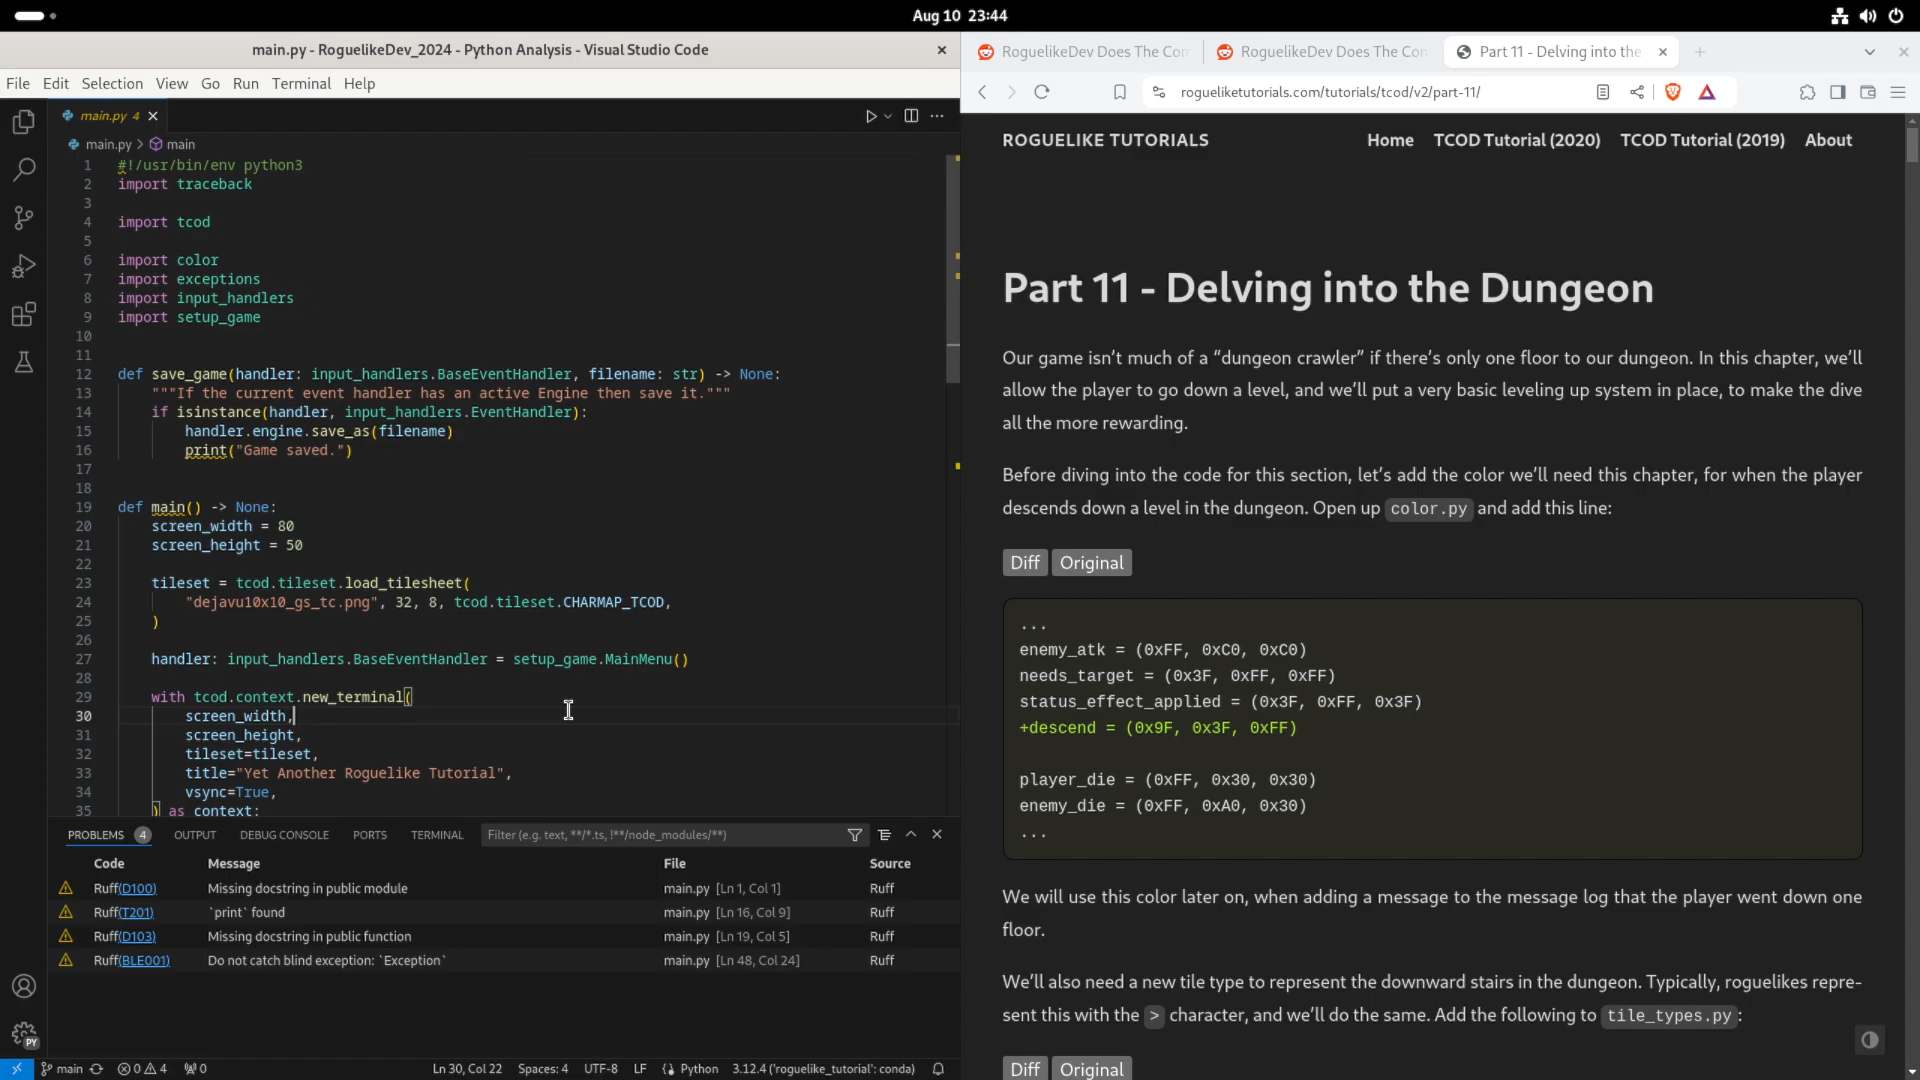 Aug 10 23:44
main.py - RoguelikeDev_2024 - Python Analysis - Visual Studio Code
File Edit Selection View Go Run Terminal Help
main.py 4
main.py > main
1 #!/usr/bin/env python3
2 import traceback
3
4 import tcod
5
6 import color
7 import exceptions
8 import input_handlers
9 import setup_game
10
11
12 def save_game(handler: input_handlers.BaseEventHandler, filename: str) -> None:
13 """If the current event handler has an active Engine then save it."""
14 if isinstance(handler, input_handlers.EventHandler):
15 handler.engine.save_as(filename)
16 print("Game saved.")
17
18
19 def main() -> None:
20 screen_width = 80
21 screen_height = 50
22
23 tileset = tcod.tileset.load_tilesheet(
24 "dejavu10x10_gs_tc.png", 32, 8, tcod.tileset.CHARMAP_TCOD,
25 )
26
27 handler: input_handlers.BaseEventHandler = setup_game.MainMenu()
28
29 with tcod.context.new_terminal(
30 screen_width,
31 screen_height,
32 tileset=tileset,
33 title="Yet Another Roguelike Tutorial",
34 vsync=True,
35 ) as context:
PROBLEMS 4 OUTPUT DEBUG CONSOLE PORTS TERMINAL Filter (e.g. text, **/*.ts, !**/node_modules/**)
Code Message File Source
Ruff(D100) Missing docstring in public module main.py [Ln 1, Col 1] Ruff
Ruff(T201) `print` found main.py [Ln 16, Col 9] Ruff
Ruff(D103) Missing docstring in public function main.py [Ln 19, Col 5] Ruff
Ruff(BLE001) Do not catch blind exception: `Exception` main.py [Ln 48, Col 24] Ruff
PY
main 0 4 0 Ln 30, Col 22 Spaces: 4 UTF-8 LF Python 3.12.4 ('roguelike_tutorial': conda)
RoguelikeDev Does The Con RoguelikeDev Does The Con Part 11 - Delving into the
rogueliketutorials.com/tutorials/tcod/v2/part-11/
ROGUELIKE TUTORIALS Home TCOD Tutorial (2020) TCOD Tutorial (2019) About
Part 11 - Delving into the Dungeon
Our game isn't much of a “dungeon crawler” if there's only one floor to our dungeon. In this chapter, we'll
allow the player to go down a level, and we'll put a very basic leveling up system in place, to make the dive
all the more rewarding.
Before diving into the code for this section, let's add the color we'll need this chapter, for when the player
descends down a level in the dungeon. Open up color.py and add this line:
Diff Original
...
enemy_atk = (0xFF, 0xC0, 0xC0)
needs_target = (0x3F, 0xFF, 0xFF)
status_effect_applied = (0x3F, 0xFF, 0x3F)
+descend = (0x9F, 0x3F, 0xFF)
player_die = (0xFF, 0x30, 0x30)
enemy_die = (0xFF, 0xA0, 0x30)
...
We will use this color later on, when adding a message to the message log that the player went down one
floor.
We'll also need a new tile type to represent the downward stairs in the dungeon. Typically, roguelikes repre-
sent this with the > character, and we'll do the same. Add the following to tile_types.py:
Diff Original